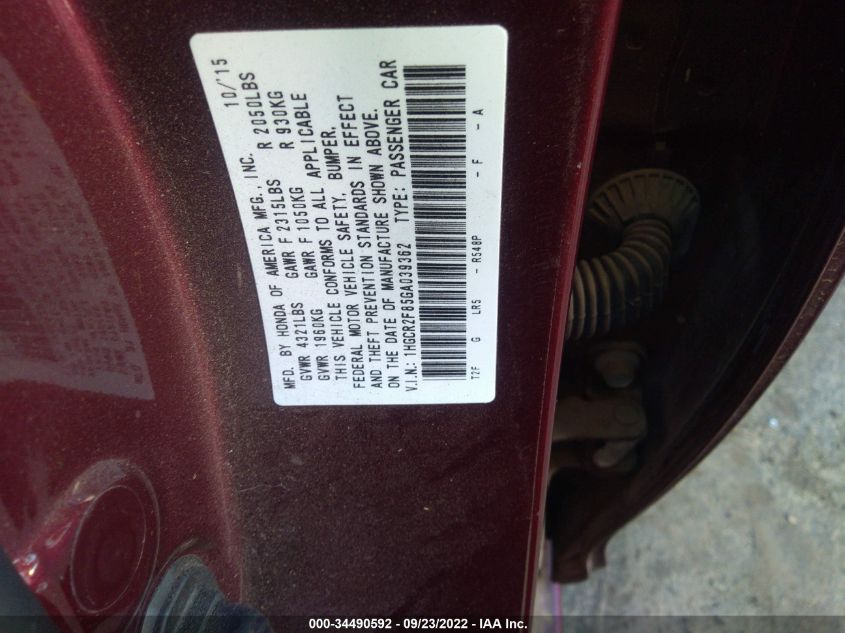 MFD. BY HONDA OF AMERICA MFG., INC. 10/'15
GVWR 4321LBS GAWR F 2315LBS R 2050LBS
GVWR 1960KG GAWR F 1050KG R 930KG
THIS VEHICLE CONFORMS TO ALL APPLICABLE
FEDERAL MOTOR VEHICLE SAFETY, BUMPER,
AND THEFT PREVENTION STANDARDS IN EFFECT
ON THE DATE OF MANUFACTURE SHOWN ABOVE.
V.I.N.: 1HGCR2F85GA039362 TYPE: PASSENGER CAR
T2F G LR5 - R548P - F - A
000-34490592 - 09/23/2022 - IAA Inc.